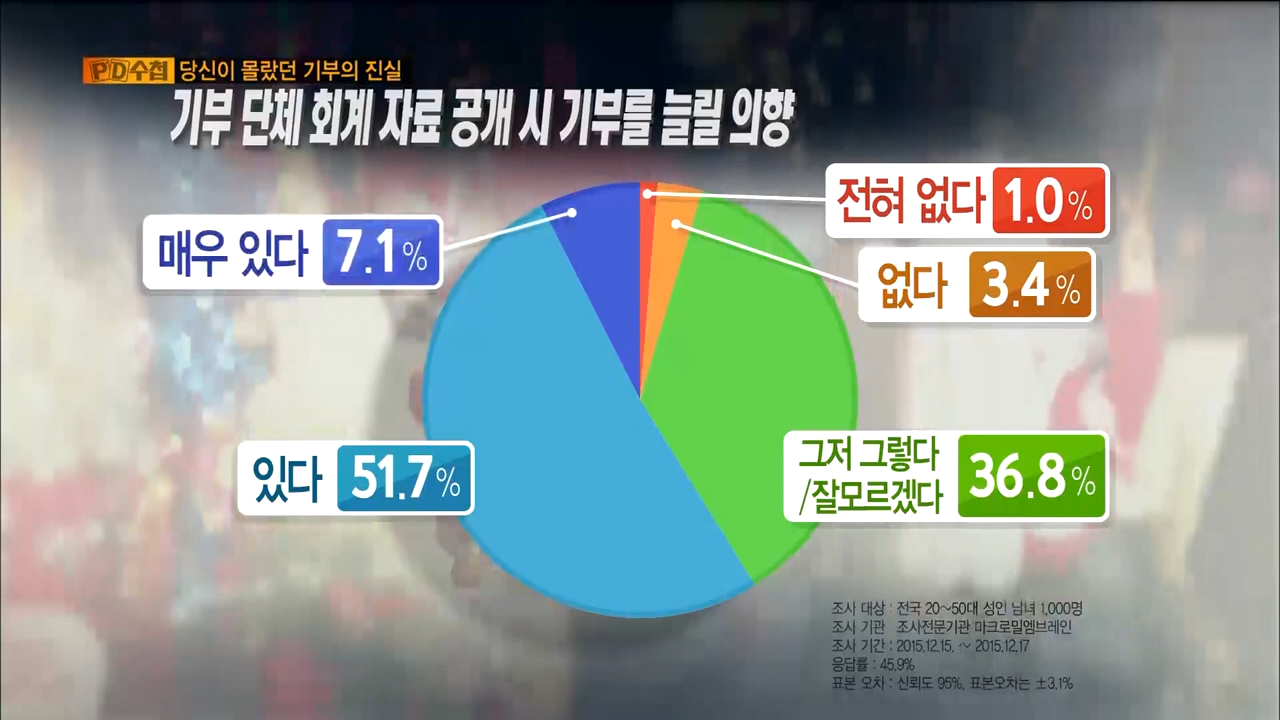 PD수첩 당신이 몰랐던 기부의 진실
기부 단체 회계 자료 공개 시 기부를 늘릴 의향
전혀 없다 1.0%
매우 있다 7.1%
없다 3.4%
있다 51.7%
그저 그렇다
/잘모르겠다 36.8%
조사 대상 : 전국 20~50대 성인 남녀 1,000명
조사 기관 : 조사전문기관 마크로밀엠브레인
조사 기간 : 2015.12.15. ~ 2015.12.17
응답률 : 45.9%
표본 오차 : 신뢰도 95%, 표본오차는 ±3.1%